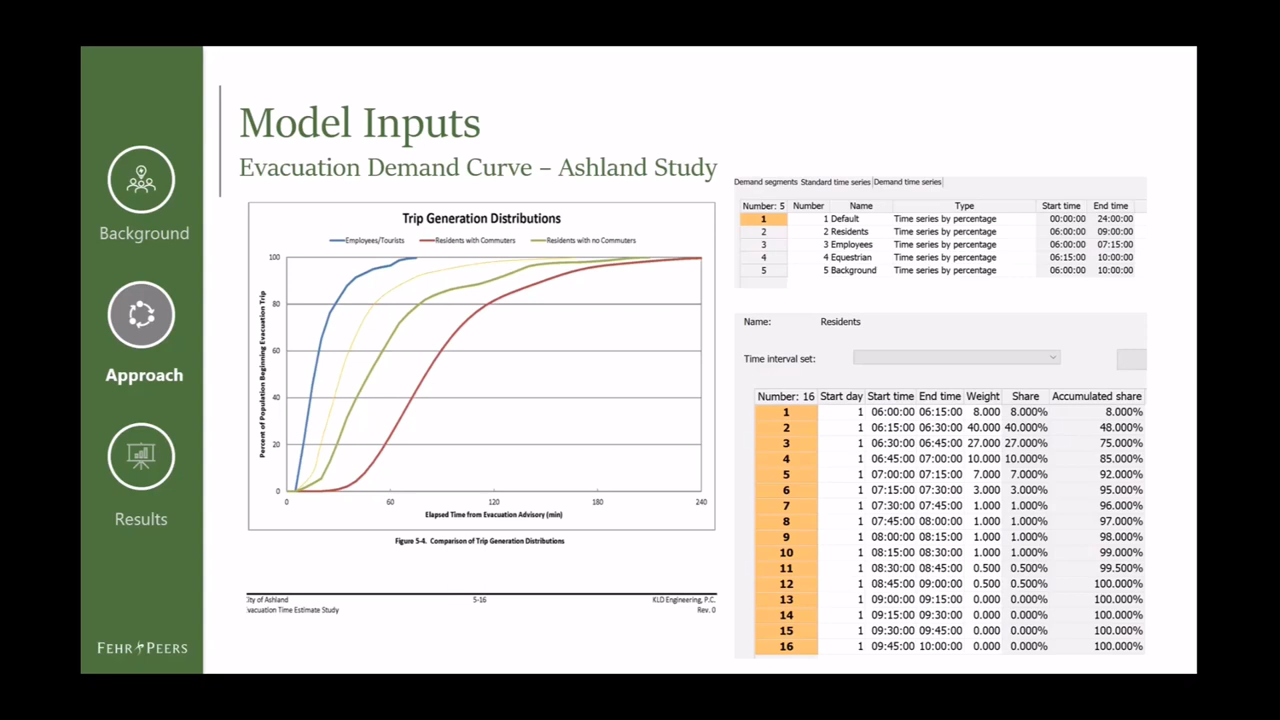 Model Inputs
Evacuation Demand Curve – Ashland Study
Background
Approach
Results
FEHR PEERS
Trip Generation Distributions
Employees/Tourists Residents with Commuters Residents with no Commuters
Percent of Population Beginning Evacuation Trip
100
80
60
40
20
0
0 60 120 180 240
Elapsed Time from Evacuation Advisory (min)
Figure 5-4. Comparison of Trip Generation Distributions
City of Ashland 5-16 KLD Engineering, P.C.
Evacuation Time Estimate Study Rev. 0
Demand segments Standard time series Demand time series
Number: 5 Number Name Type Start time End time
1 1 Default Time series by percentage 00:00:00 24:00:00
2 2 Residents Time series by percentage 06:00:00 09:00:00
3 3 Employees Time series by percentage 06:00:00 07:15:00
4 4 Equestrian Time series by percentage 06:15:00 10:00:00
5 5 Background Time series by percentage 06:00:00 10:00:00
Name: Residents
Time interval set:
Number: 16 Start day Start time End time Weight Share Accumulated share
1 1 06:00:00 06:15:00 8.000 8.000% 8.000%
2 1 06:15:00 06:30:00 40.000 40.000% 48.000%
3 1 06:30:00 06:45:00 27.000 27.000% 75.000%
4 1 06:45:00 07:00:00 10.000 10.000% 85.000%
5 1 07:00:00 07:15:00 7.000 7.000% 92.000%
6 1 07:15:00 07:30:00 3.000 3.000% 95.000%
7 1 07:30:00 07:45:00 1.000 1.000% 96.000%
8 1 07:45:00 08:00:00 1.000 1.000% 97.000%
9 1 08:00:00 08:15:00 1.000 1.000% 98.000%
10 1 08:15:00 08:30:00 1.000 1.000% 99.000%
11 1 08:30:00 08:45:00 0.500 0.500% 99.500%
12 1 08:45:00 09:00:00 0.500 0.500% 100.000%
13 1 09:00:00 09:15:00 0.000 0.000% 100.000%
14 1 09:15:00 09:30:00 0.000 0.000% 100.000%
15 1 09:30:00 09:45:00 0.000 0.000% 100.000%
16 1 09:45:00 10:00:00 0.000 0.000% 100.000%